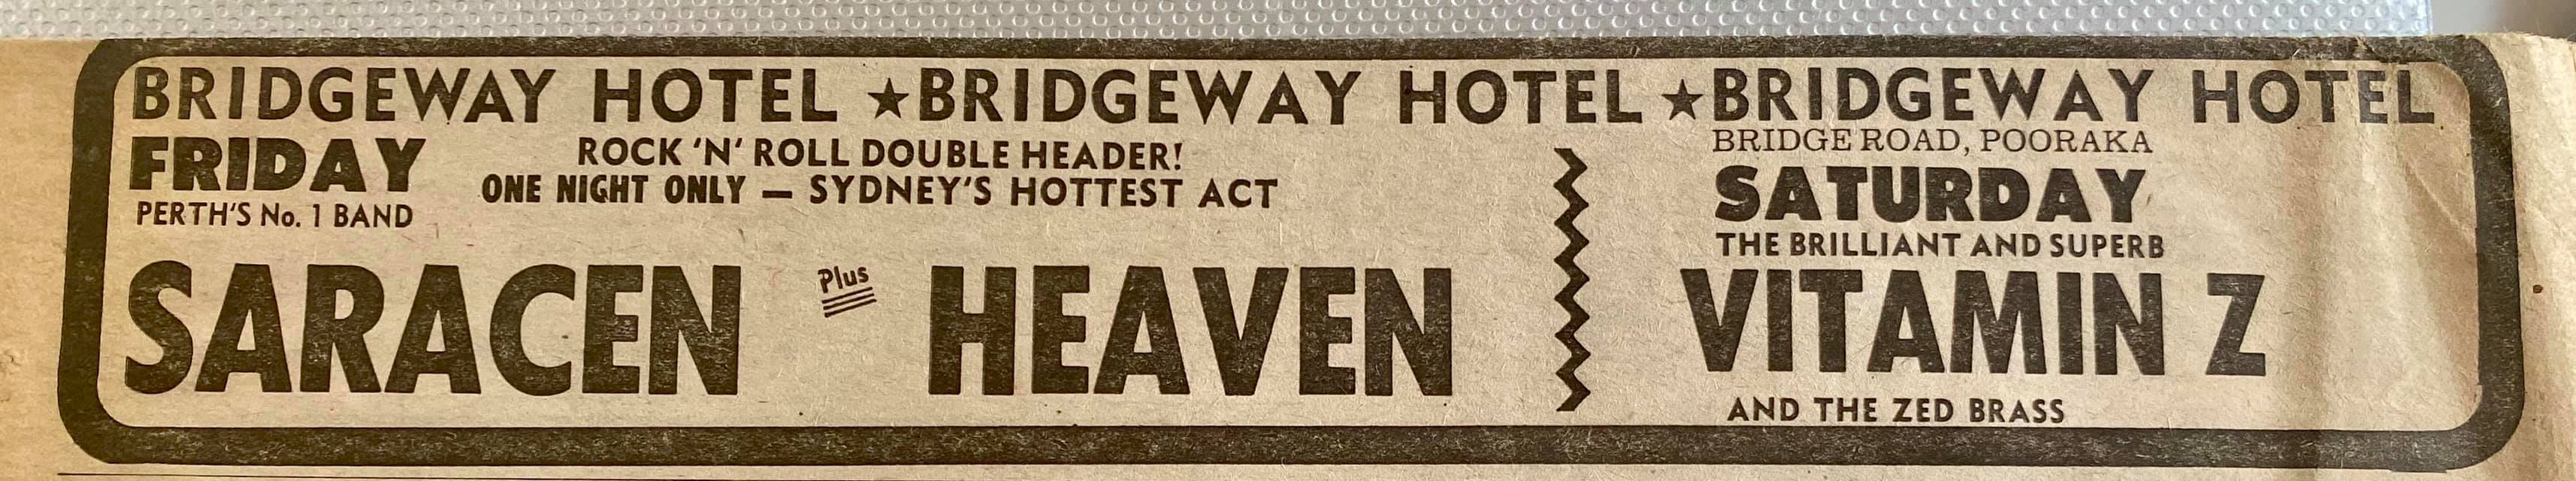 BRIDGEWAY HOTEL ★ BRIDGEWAY HOTEL ★ BRIDGEWAY HOTEL
FRIDAY
PERTH'S No. 1 BAND
ROCK 'N' ROLL DOUBLE HEADER!
ONE NIGHT ONLY — SYDNEY'S HOTTEST ACT
SARACEN Plus HEAVEN
BRIDGE ROAD, POORAKA
SATURDAY
THE BRILLIANT AND SUPERB
VITAMIN Z
AND THE ZED BRASS